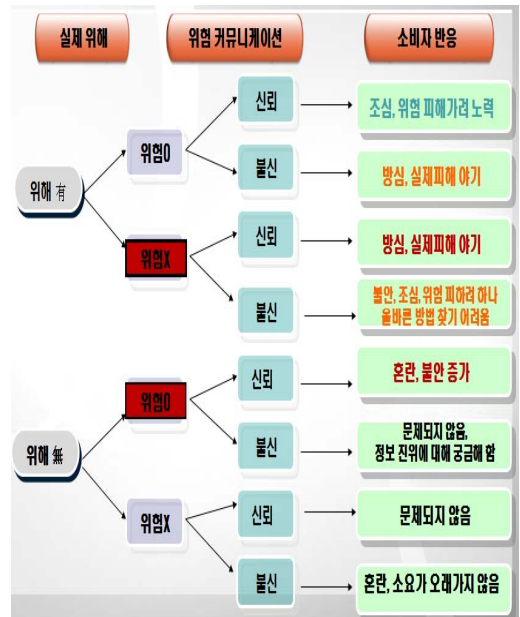 실제 위해
위험 커뮤니케이션
소비자 반응
위해 有
위험O
신뢰
조심, 위험 피해가려 노력
불신
방심, 실제피해 야기
위험X
신뢰
방심, 실제피해 야기
불신
불안, 조심, 위험 피하려 하나
올바른 방법 찾기 어려움
위해 無
위험O
신뢰
혼란, 불안 증가
불신
문제되지 않음,
정보 진위에 대해 궁금해 함
위험X
신뢰
문제되지 않음
불신
혼란, 소요가 오래가지 않음